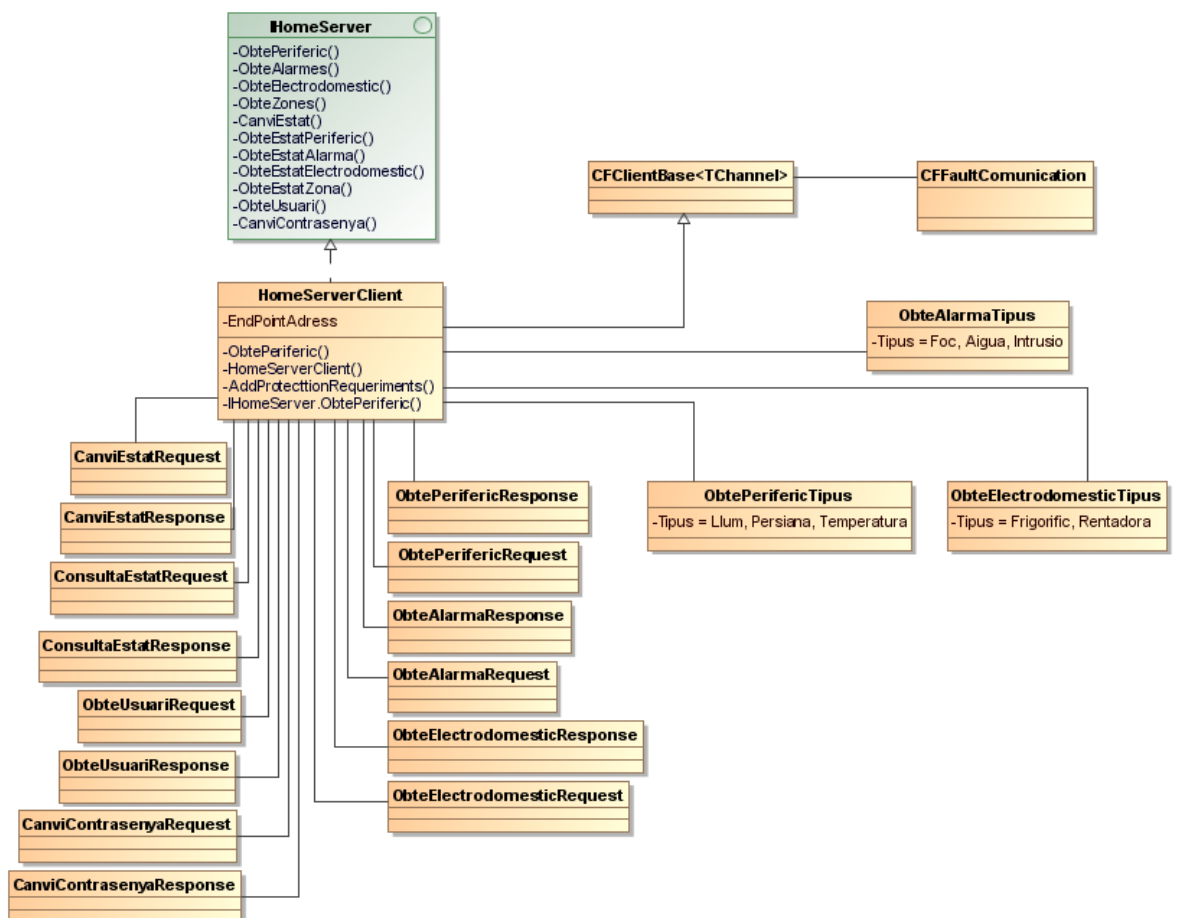 IHomeServer
-ObtePeriferic()
-ObteAlarmes()
-ObteElectrodomestic()
-ObteZones()
-CanviEstat()
-ObteEstatPeriferic()
-ObteEstatAlarma()
-ObteEstatElectrodomestic()
-ObteEstatZona()
-ObteUsuari()
-CanviContrasenya()
CFClientBase<TChannel>
CFFaultComunication
HomeServerClient
-EndPointAdress
-ObtePeriferic()
-HomeServerClient()
-AddProtecttionRequeriments()
-IHomeServer.ObtePeriferic()
ObteAlarmaTipus
-Tipus = Foc, Aigua, Intrusio
CanviEstatRequest
CanviEstatResponse
ConsultaEstatRequest
ConsultaEstatResponse
ObteUsuariRequest
ObteUsuariResponse
CanviContrasenyaRequest
CanviContrasenyaResponse
ObtePerifericResponse
ObtePerifericRequest
ObteAlarmaResponse
ObteAlarmaRequest
ObteElectrodomesticResponse
ObteElectrodomesticRequest
ObtePerifericTipus
-Tipus = Llum, Persiana, Temperatura
ObteElectrodomesticTipus
-Tipus = Frigorific, Rentadora